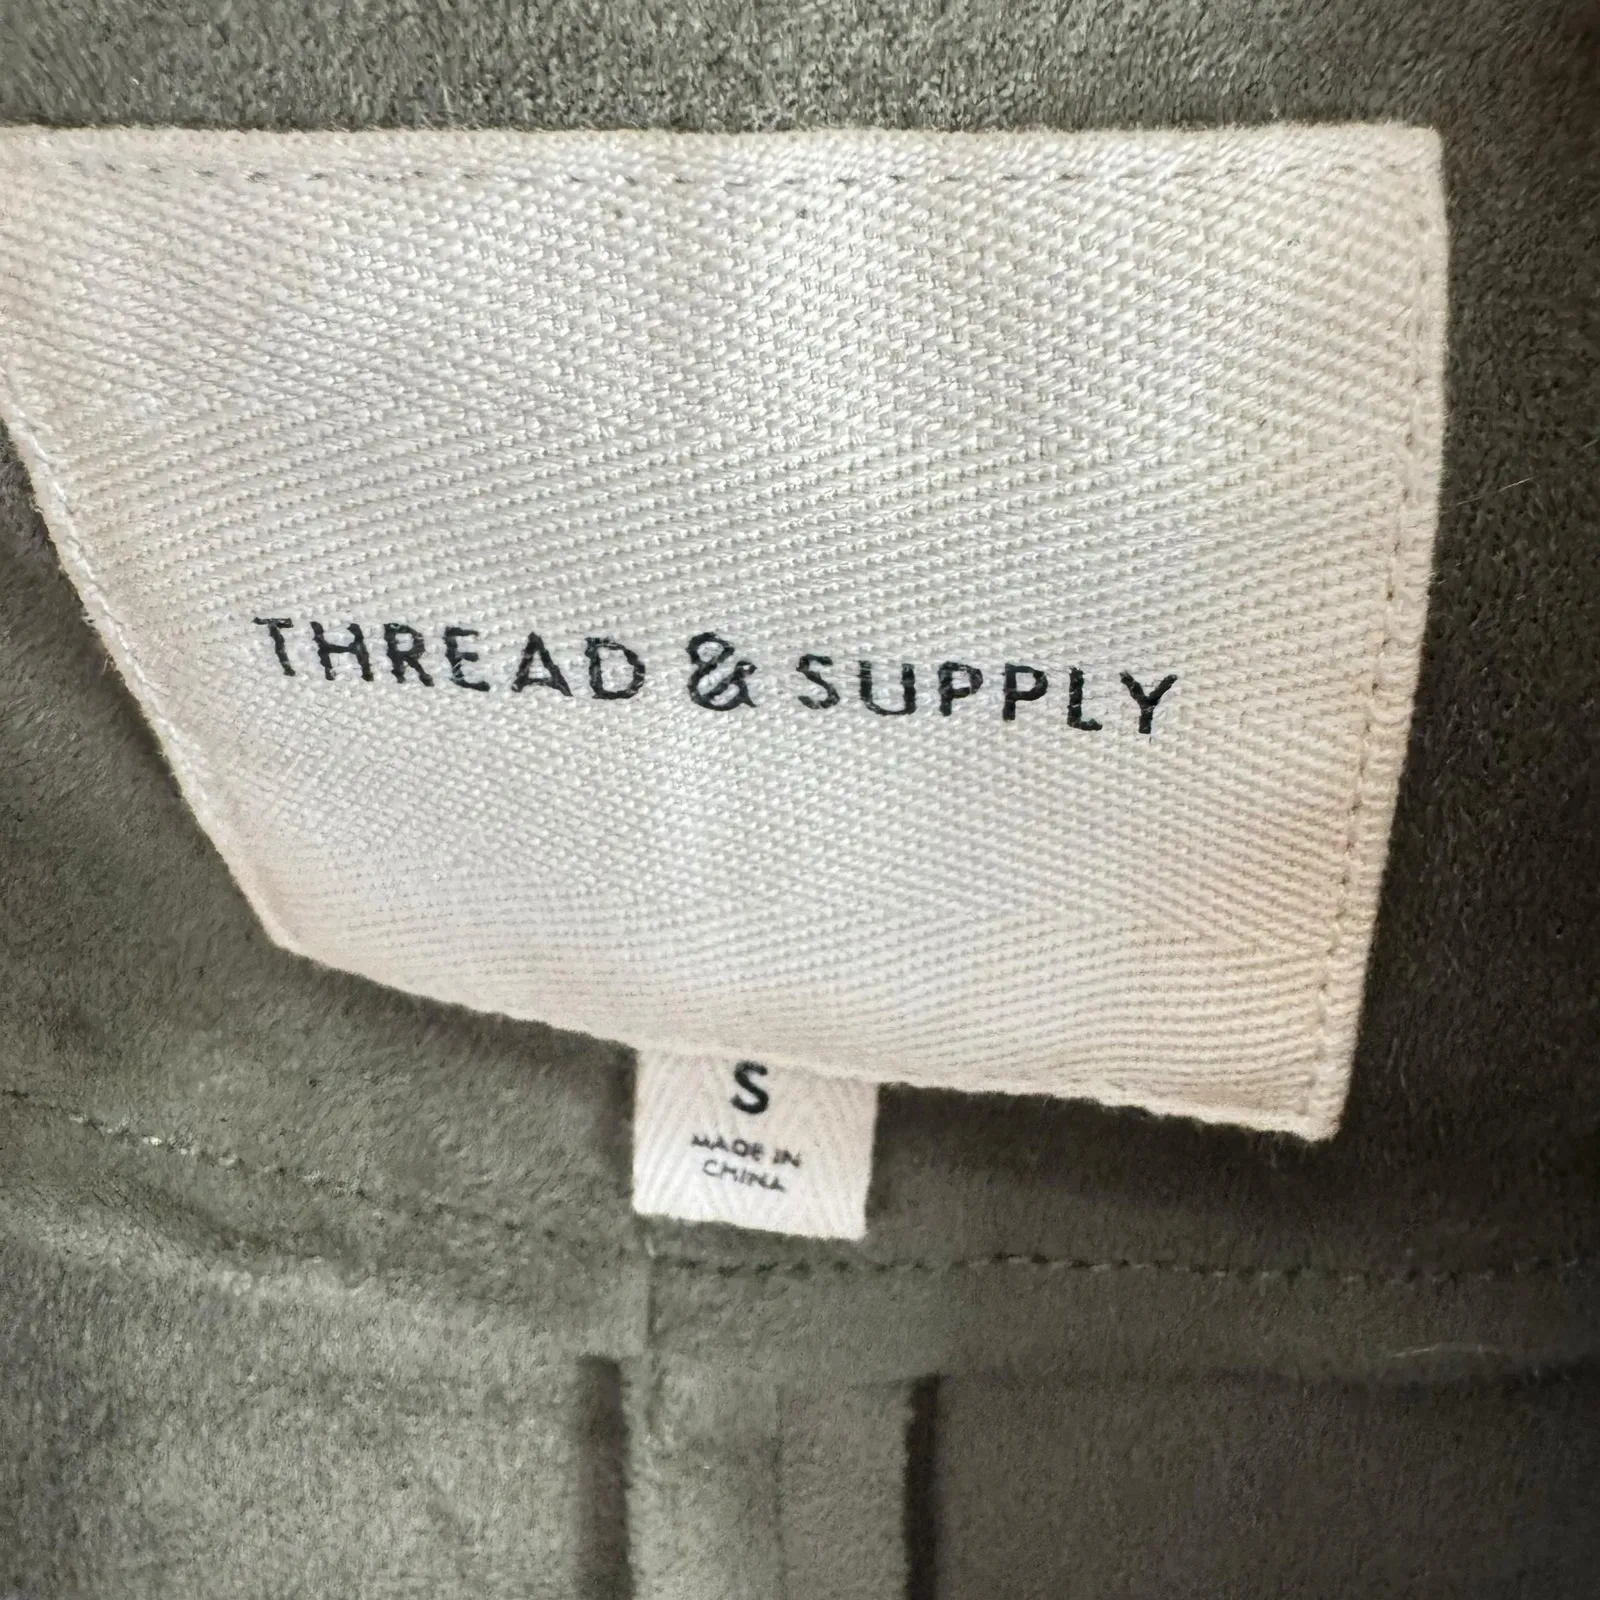 THREAD & SUPPLY
S
MADE IN
CHINA